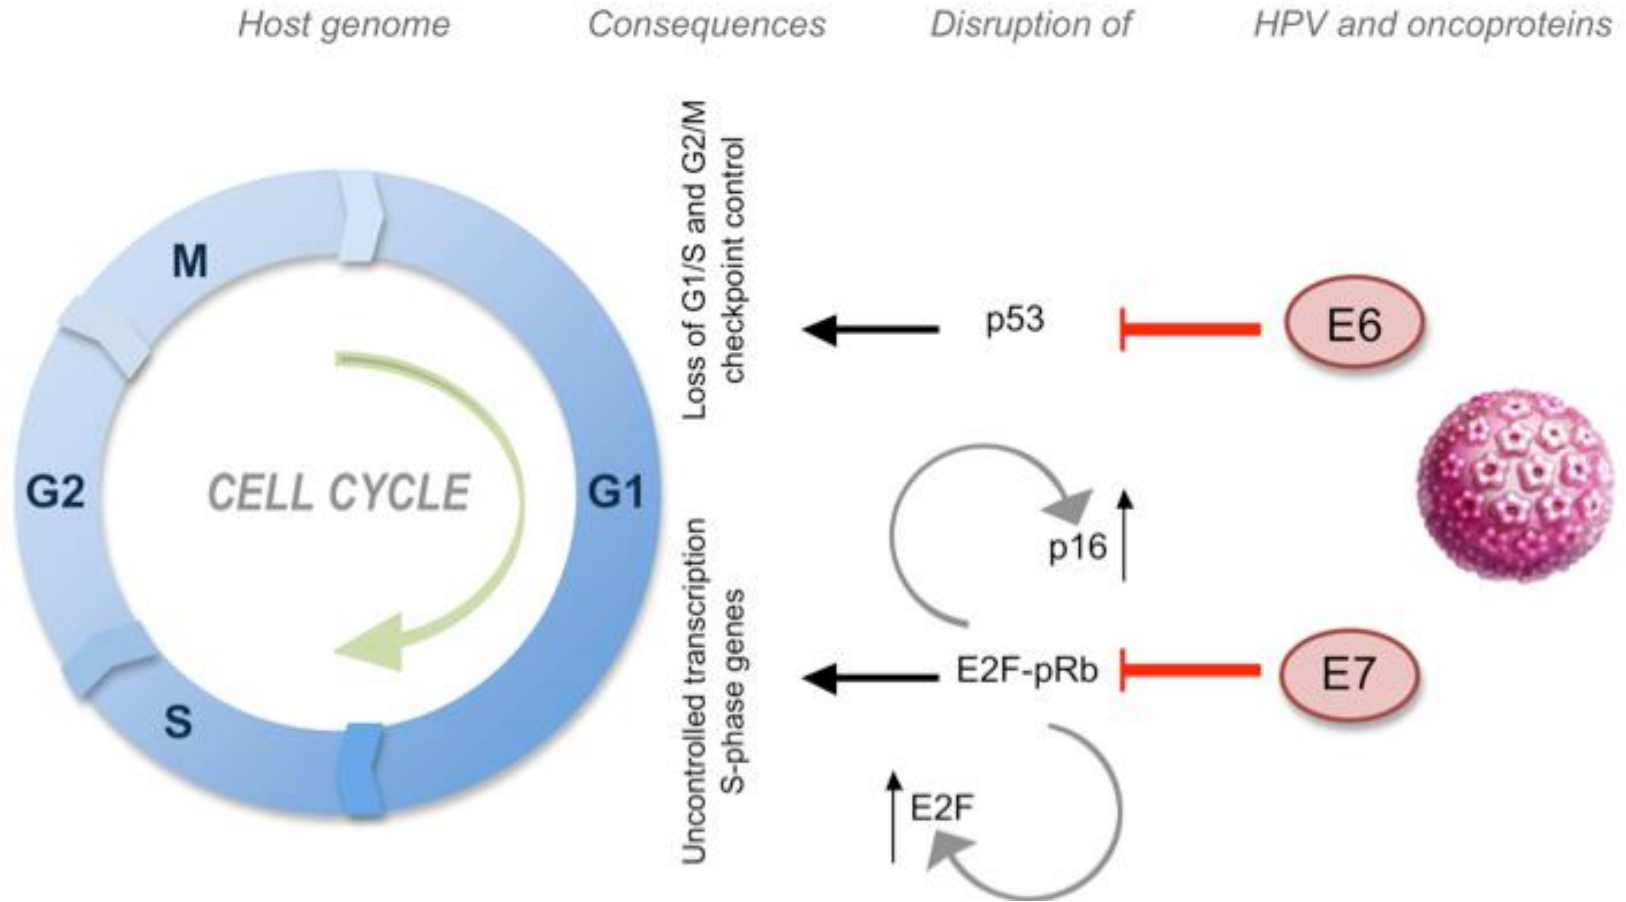 Host genome
Consequences
Disruption of
HPV and oncoproteins
M
G2
CELL CYCLE
G1
S
Loss of G1/S and G2/M
checkpoint control
p53
E6
p16
Uncontrolled transcription
S-phase genes
E2F-pRb
E7
E2F